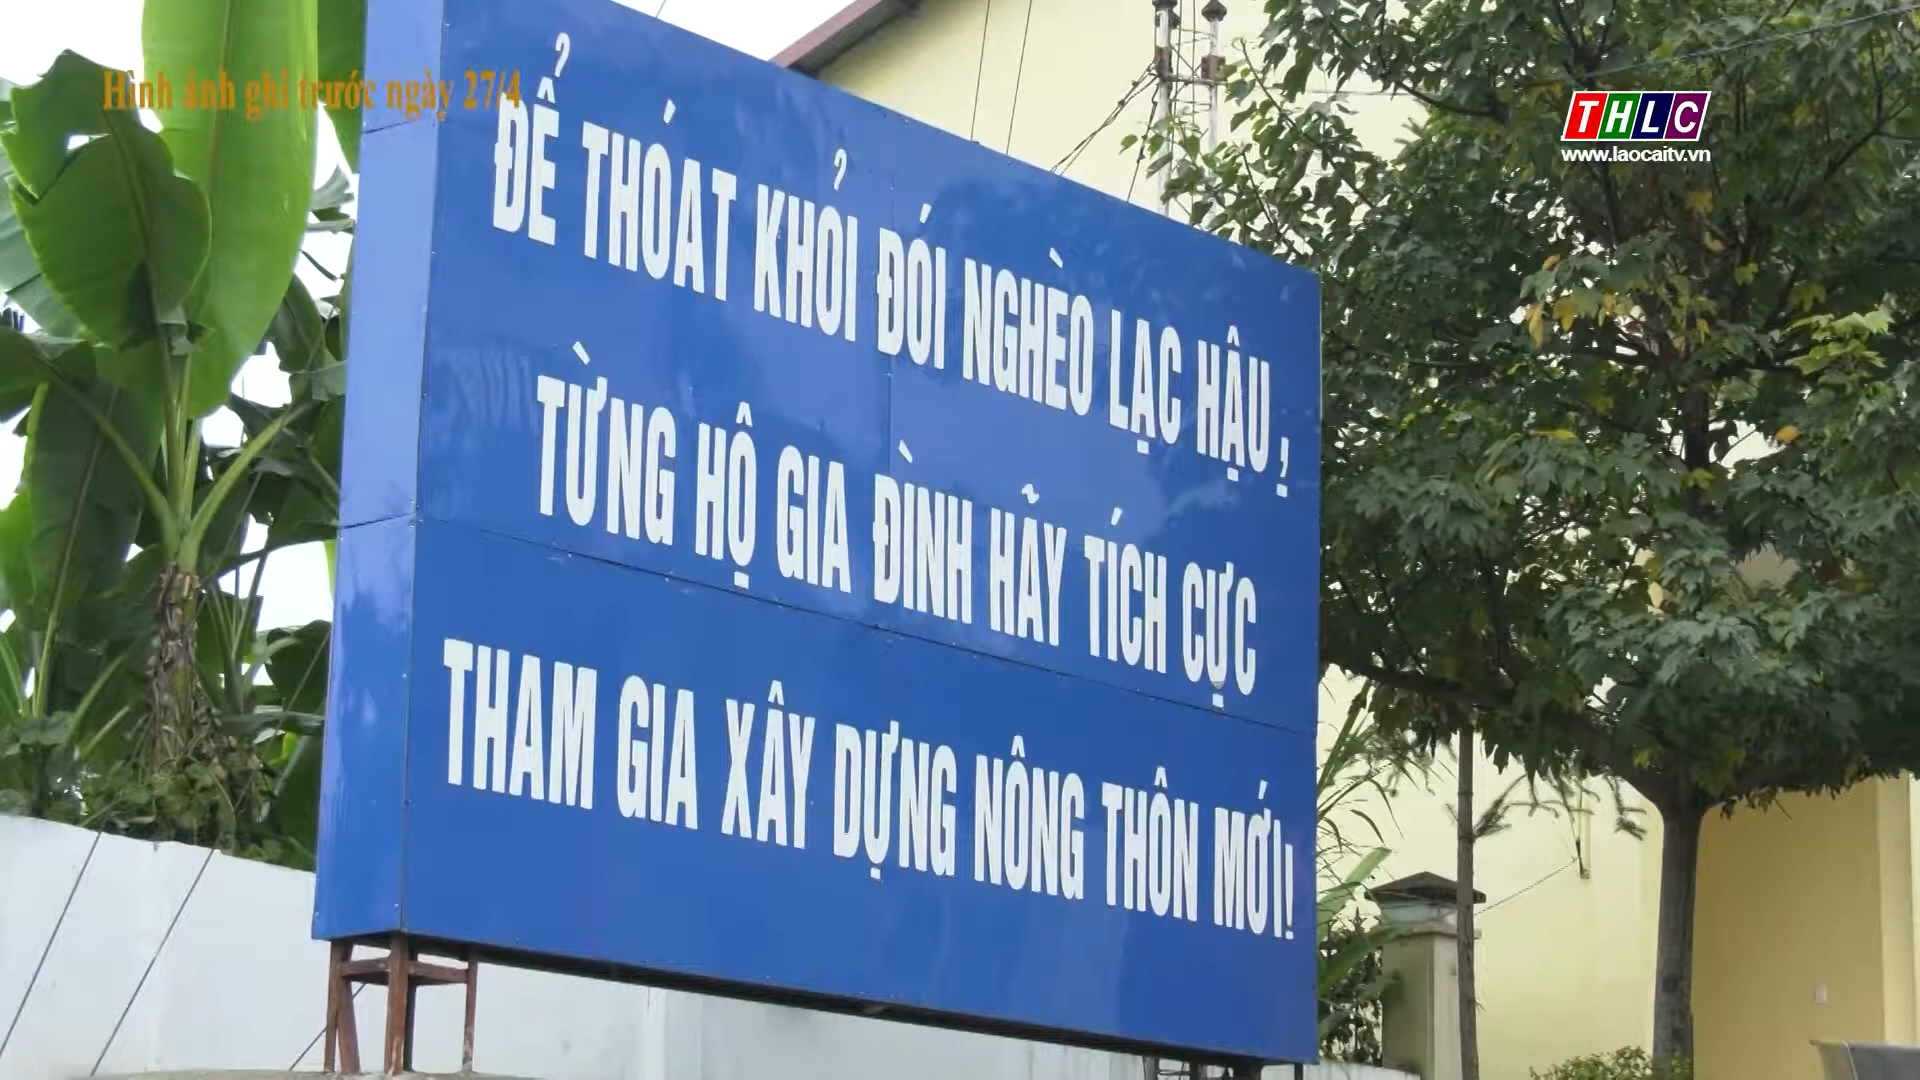 Hình ảnh ghi trước ngày 27/4
THLC
www.laocaitv.vn
ĐỂ THOÁT KHỎI ĐÓI NGHÈO LẠC HẬU,
TỪNG HỘ GIA ĐÌNH HÃY TÍCH CỰC
THAM GIA XÂY DỰNG NÔNG THÔN MỚI!